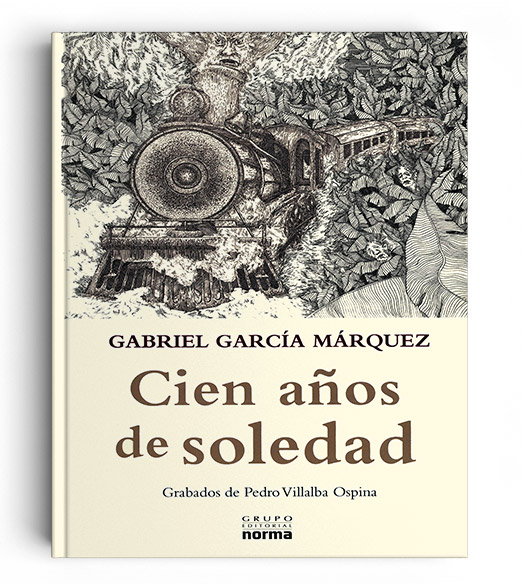 GABRIEL GARCÍA MÁRQUEZ
Cien años
de soledad
Grabados de Pedro Villalba Ospina
GRUPO
EDITORIAL
norma